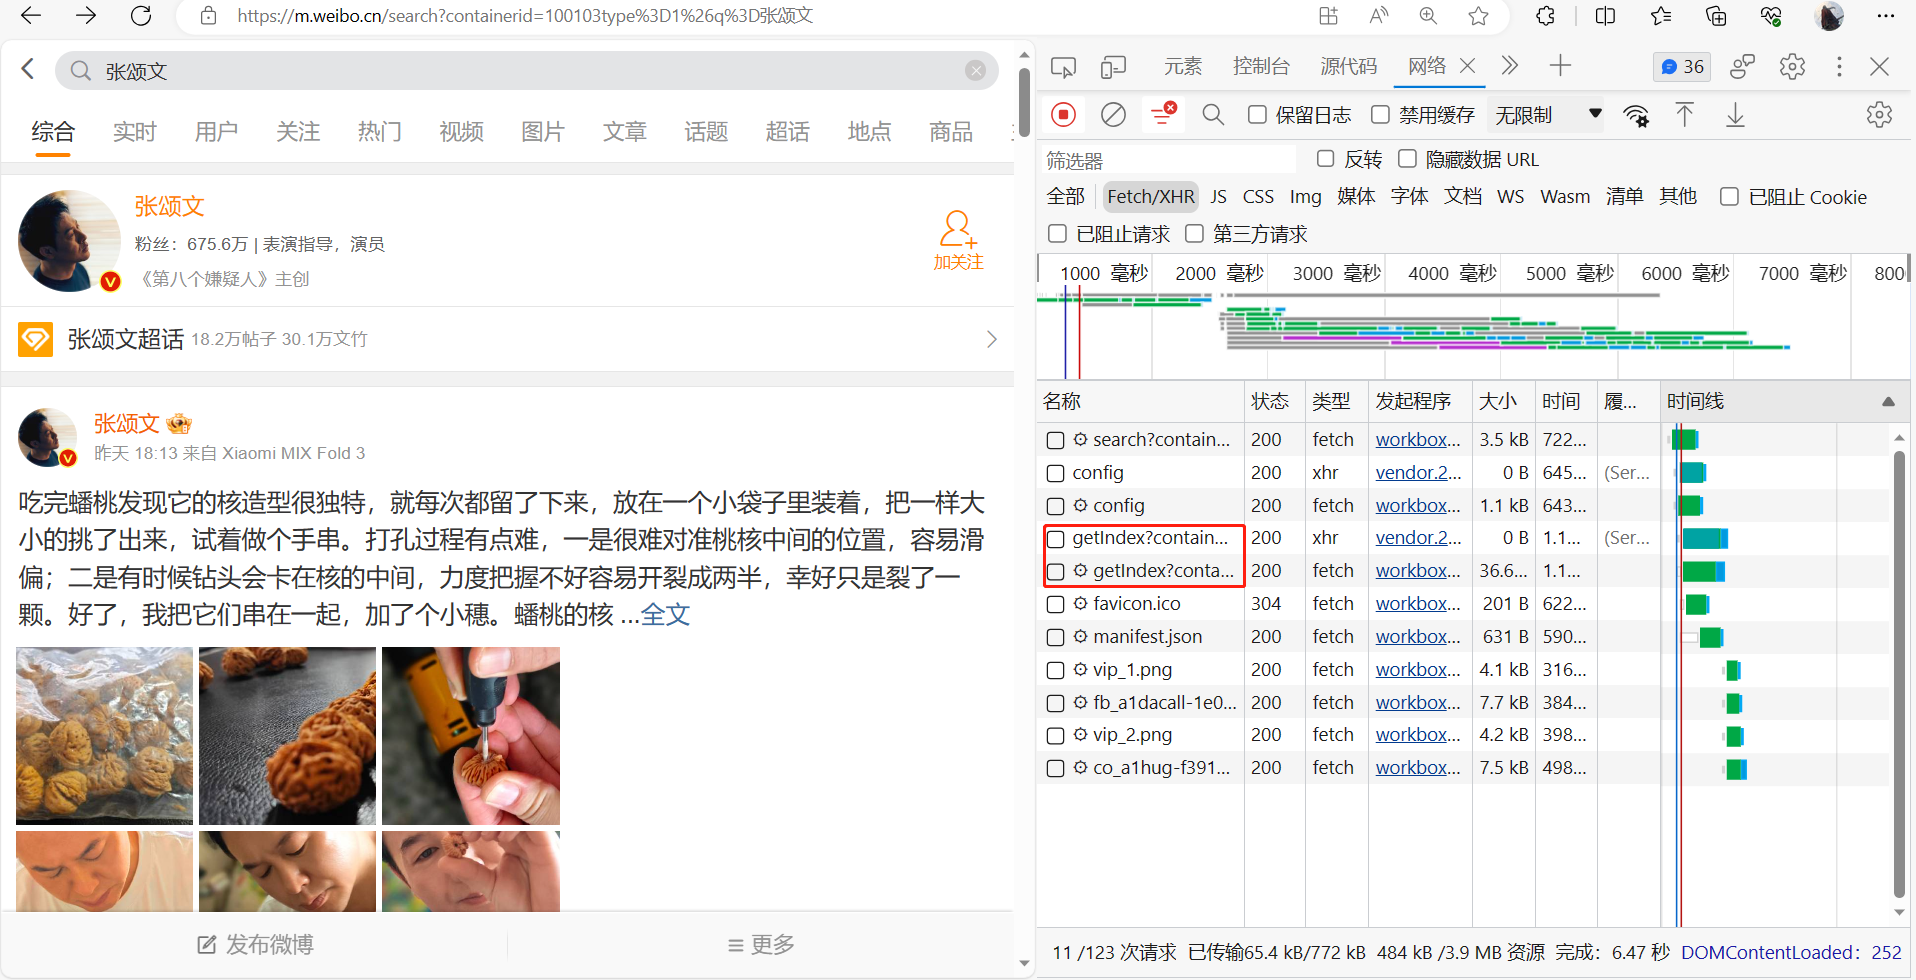 https://m.weibo.cn/search?containerid=100103type%3D1%26q%3D张颂文
张颂文
综合 实时 用户 关注 热门 视频 图片 文章 话题 超话 地点 商品
张颂文
粉丝：675.6万 | 表演指导，演员
《第八个嫌疑人》主创
加关注
张颂文超话 18.2万帖子 30.1万文竹
张颂文
昨天 18:13 来自 Xiaomi MIX Fold 3
吃完蟠桃发现它的核造型很独特，就每次都留了下来，放在一个小袋子里装着，把一样大
小的挑了出来，试着做个手串。打孔过程有点难，一是很难对准桃核中间的位置，容易滑
偏；二是有时候钻头会卡在核的中间，力度把握不好容易开裂成两半，幸好只是裂了一
颗。好了，我把它们串在一起，加了个小穗。蟠桃的核 ...全文
发布微博 更多
元素 控制台 源代码 网络 36
保留日志 禁用缓存 无限制
筛选器 反转 隐藏数据 URL
全部 Fetch/XHR JS CSS Img 媒体 字体 文档 WS Wasm 清单 其他 已阻止 Cookie
已阻止请求 第三方请求
1000 毫秒 2000 毫秒 3000 毫秒 4000 毫秒 5000 毫秒 6000 毫秒 7000 毫秒 800
名称 状态 类型 发起程序 大小 时间 履... 时间线
search?contain... 200 fetch workbox... 3.5 kB 722...
config 200 xhr vendor.2... 0 B 645... (Ser...
config 200 fetch workbox... 1.1 kB 643...
getIndex?contain... 200 xhr vendor.2... 0 B 1.1... (Ser...
getIndex?conta... 200 fetch workbox... 36.6... 1.1...
favicon.ico 304 fetch workbox... 201 B 622...
manifest.json 200 fetch workbox... 631 B 590...
vip_1.png 200 fetch workbox... 4.1 kB 316...
fb_a1dacall-1e0... 200 fetch workbox... 7.7 kB 384...
vip_2.png 200 fetch workbox... 4.2 kB 398...
co_a1hug-f391... 200 fetch workbox... 7.5 kB 498...
11 /123 次请求 已传输65.4 kB/772 kB 484 kB /3.9 MB 资源 完成：6.47 秒 DOMContentLoaded：252